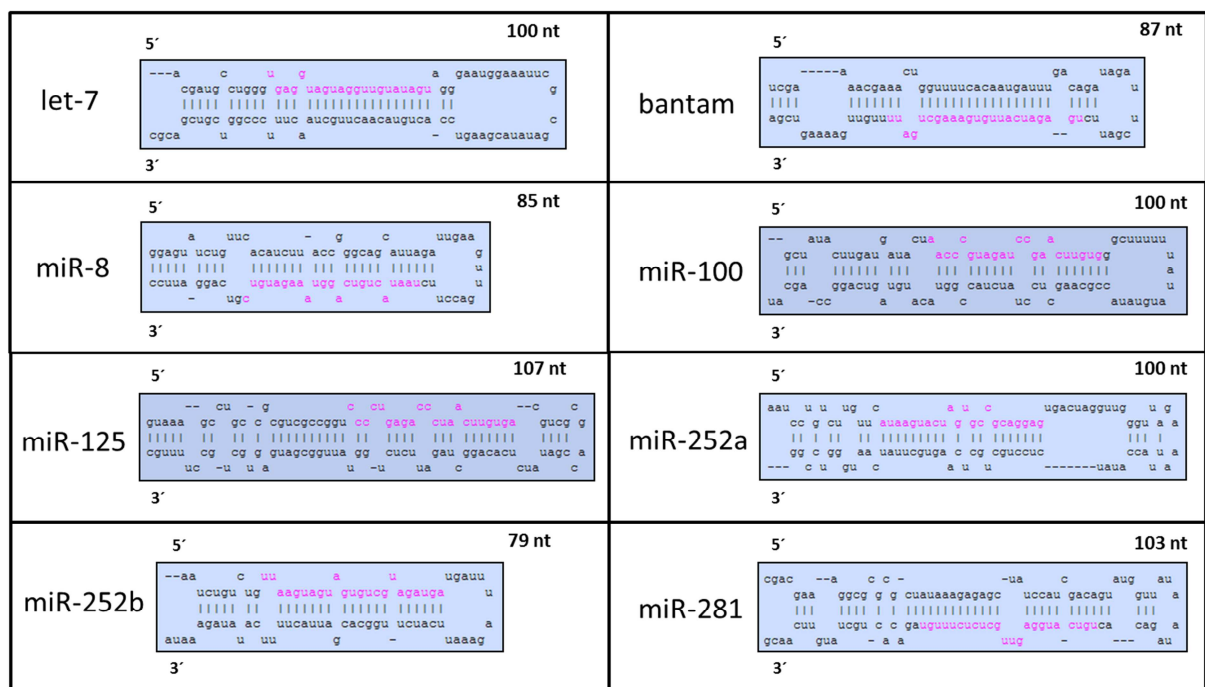 let-7
100 nt
5´
---a c u g a gaauggaaauuc
cgaugc cuggg gag uaguagguuguauagu gg g
||||| ||||| ||| |||||||||||||||| ||
gcugc ggccc uuc aucguucaacauguca cc c
cgca u u a - ugaagcauauag
3´
bantam
87 nt
5´
-----a cu ga uaga
ucga aacgaaa gguuuucacaaugauuu caga u
|||| ||||||| ||||||||||||||||| ||||
agcu uuguuuu ucgaaaguguuacuaga gucu u
gaaaag ag -- uagc
3´
miR-8
85 nt
5´
a uuc - g c uugaa
ggagu ucug acaucuu acc ggcag auuaga g
||||| |||| ||||||| ||| ||||| |||||| u
ccuua ggac uguagaa ugg cuguc uaaucu u
- ugc a a a uccag
3´
miR-100
100 nt
5´
-- aua g cua c cc a gcuuuuu
gcu cuugau aua acc guagau ga cuugugg u
||| |||||| ||| ||| |||||| || ||||||| a
cga ggacug ugu ugg caucua cu gaacgcc u
ua -cc a aca c u c auaugua
3´
miR-125
107 nt
5´
-- cu - g c cu cc a --c c
guaaa gc gc c cgucgccggu cc gaga cua cuuguga gucg g
||||| || || | |||||||||| || |||| ||| ||||||| |||| |
cguuu cg cg g guagcgguua gg cucu gau ggacacu uagc a
uc -u u a u -u a c cua c
3´
miR-252a
100 nt
5´
aau u u ug c a u c ugacuagguug u g
cc g cu uu auaaguacu g gc gcaggag ggu a a
|| | || || ||||||||| | || ||||||| ||| | |
gg c gg aa uauucguga c cg cguccuc cca u a
--- c u gu c a u u -------uaua u a
3´
miR-252b
79 nt
5´
--aa c uu a u ugauu
ucugu ug aaguagu gugucg agauga u
||||| || ||||||| |||||| ||||||
agaua ac uucauua cacggu ucuacu a
auaa u uu g - uaaag
3´
miR-281
103 nt
5´
cgac --a c c - -ua c aug au
gaa ggcg g g cuauaaagagagc uccau gacagu guu a
||| |||| | | ||||||||||||| ||||| |||||| |||
cuu ucgu c c gauguuucucucg aggua cuguca cag a
gcaa gua - a a uug - --- au
3´